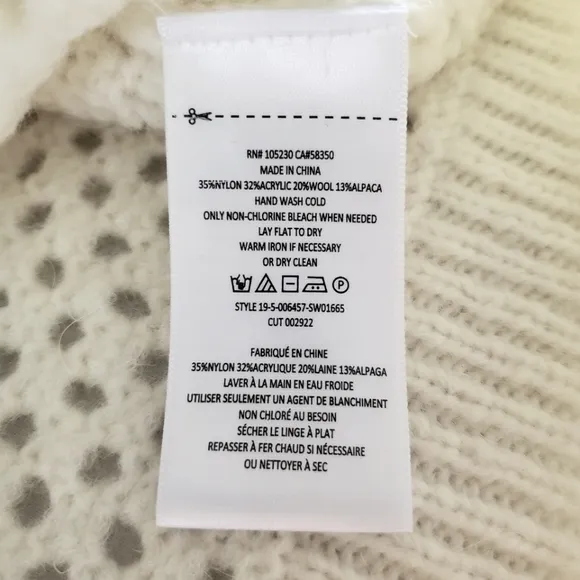 RN# 105230 CA#58350
MADE IN CHINA
35%NYLON 32%ACRYLIC 20%WOOL 13%ALPACA
HAND WASH COLD
ONLY NON-CHLORINE BLEACH WHEN NEEDED
LAY FLAT TO DRY
WARM IRON IF NECESSARY
OR DRY CLEAN
P
STYLE 19-5-006457-SW01665
CUT 002922
FABRIQUÉ EN CHINE
35%NYLON 32%ACRYLIQUE 20%LAINE 13%ALPAGA
LAVER À LA MAIN EN EAU FROIDE
UTILISER SEULEMENT UN AGENT DE BLANCHIMENT
NON CHLORÉ AU BESOIN
SÉCHER LE LINGE À PLAT
REPASSER À FER CHAUD SI NÉCESSAIRE
OU NETTOYER À SEC